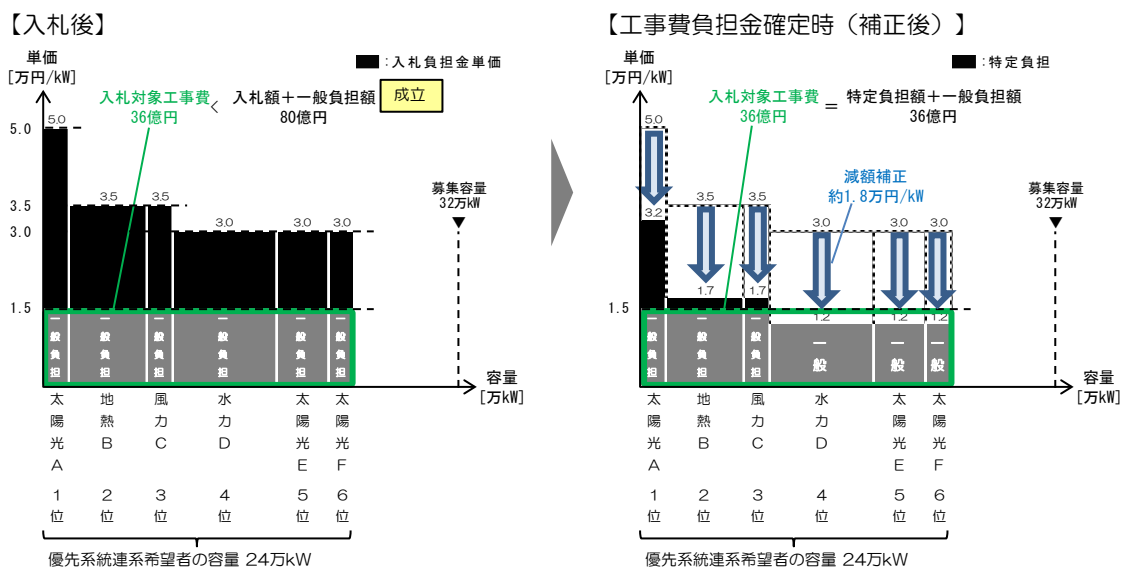 【入札後】
単価
[万円/kW]
■:入札負担金単価
入札対象工事費
36億円
<
入札額＋一般負担額
80億円
成立
5.0
3.5
3.0
1.5
5.0
3.5
3.5
3.0
3.0
3.0
募集容量
32万kW
一般負担
一般負担
一般負担
一般負担
一般負担
一般負担
容量
[万kW]
太陽光A
地熱B
風力C
水力D
太陽光E
太陽光F
1位
2位
3位
4位
5位
6位
優先系統連系希望者の容量 24万kW
【工事費負担金確定時（補正後）】
単価
[万円/kW]
■:特定負担
入札対象工事費
36億円
=
特定負担額＋一般負担額
36億円
減額補正
約1.8万円/kW
1.5
5.0
3.5
3.5
3.0
3.0
3.0
3.2
1.7
1.7
1.2
1.2
1.2
募集容量
32万kW
一般負担
一般負担
一般負担
一般
一般
一般
容量
[万kW]
太陽光A
地熱B
風力C
水力D
太陽光E
太陽光F
1位
2位
3位
4位
5位
6位
優先系統連系希望者の容量 24万kW